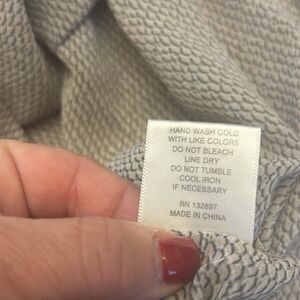 HAND WASH COLD
WITH LIKE COLORS
DO NOT BLEACH
LINE DRY
DO NOT TUMBLE
COOL IRON
IF NECESSARY
RN 132897
MADE IN CHINA